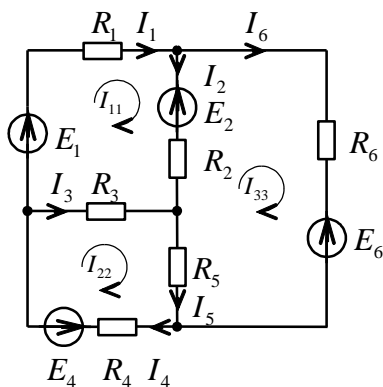 R₁ I₁ I₆
I₂
I₁₁ E₂
E₁ R₆
R₂
I₃ R₃ I₃₃
E₆
I₂₂ R₅
I₅
E₄ R₄ I₄